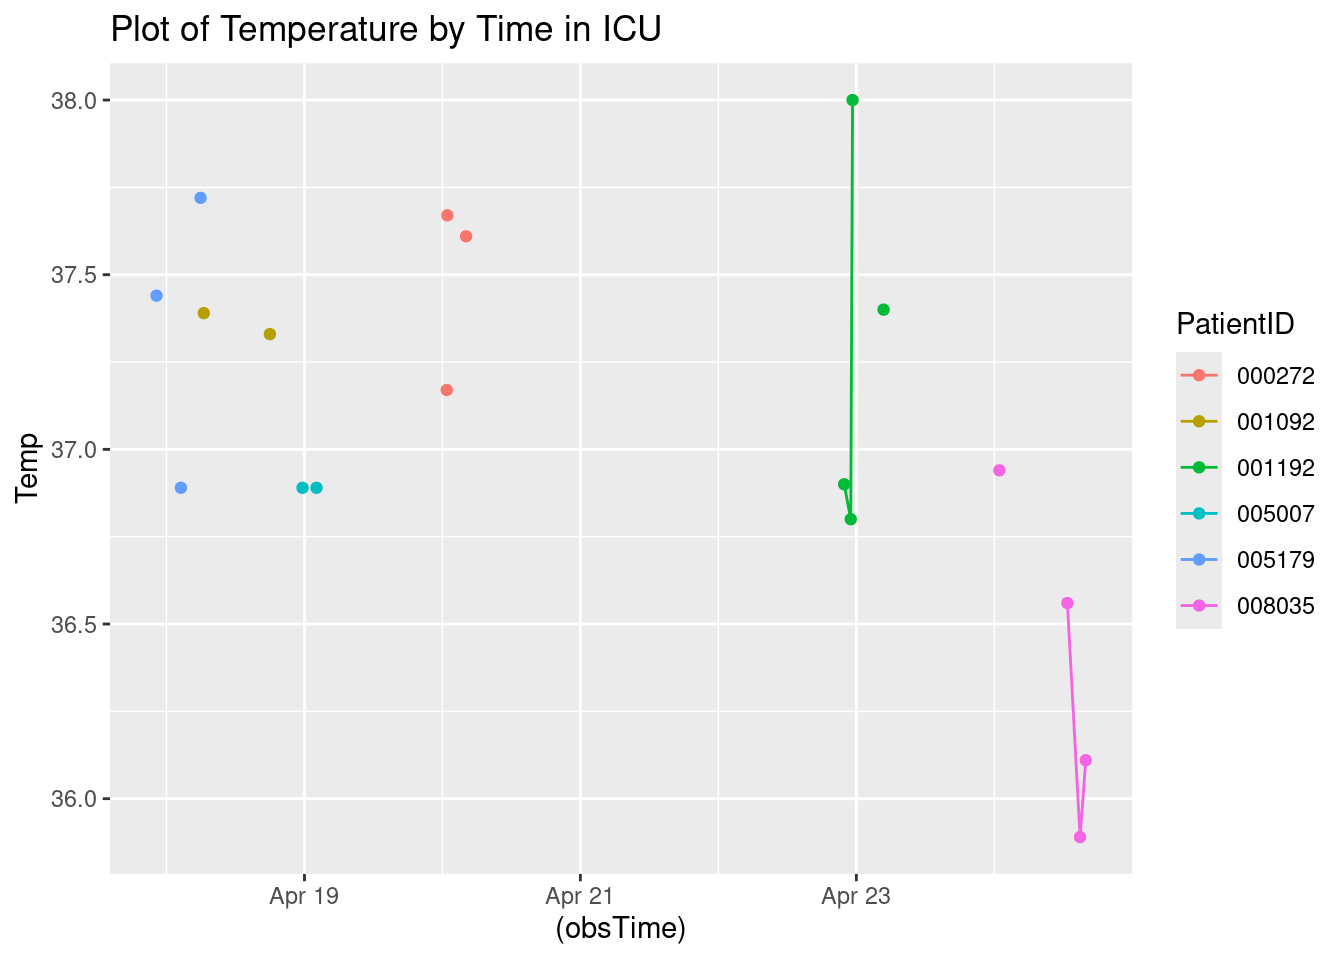 Plot of Temperature by Time in ICU
38.0
37.5
37.0
36.5
36.0
Temp
Apr 19
Apr 21
Apr 23
(obsTime)
PatientID
000272
001092
001192
005007
005179
008035